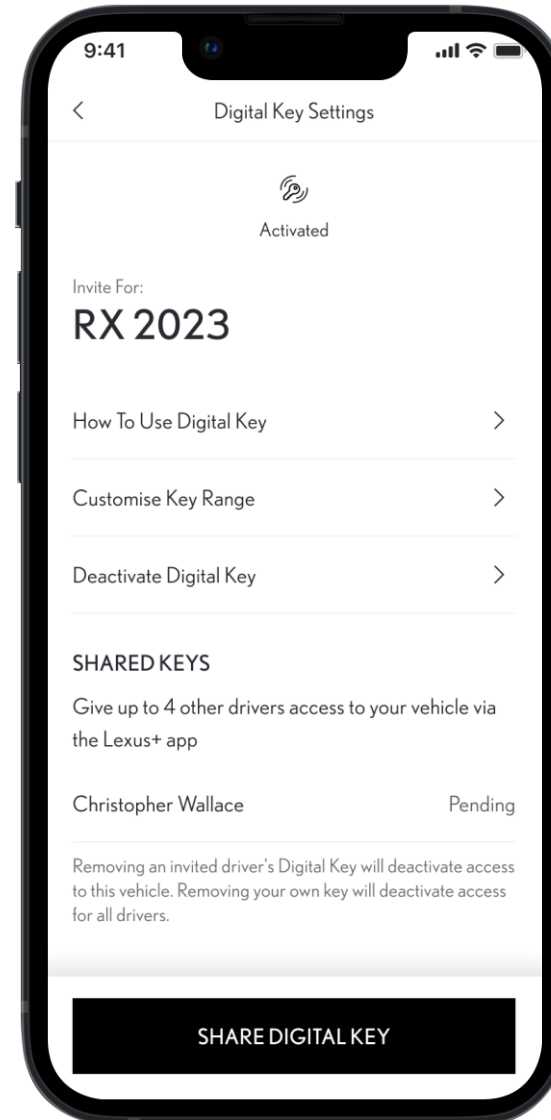 9:41
Digital Key Settings
Activated
Invite For:
RX 2023
How To Use Digital Key
Customise Key Range
Deactivate Digital Key
SHARED KEYS
Give up to 4 other drivers access to your vehicle via
the Lexus+ app
Christopher Wallace Pending
Removing an invited driver's Digital Key will deactivate access
to this vehicle. Removing your own key will deactivate access
for all drivers.
SHARE DIGITAL KEY